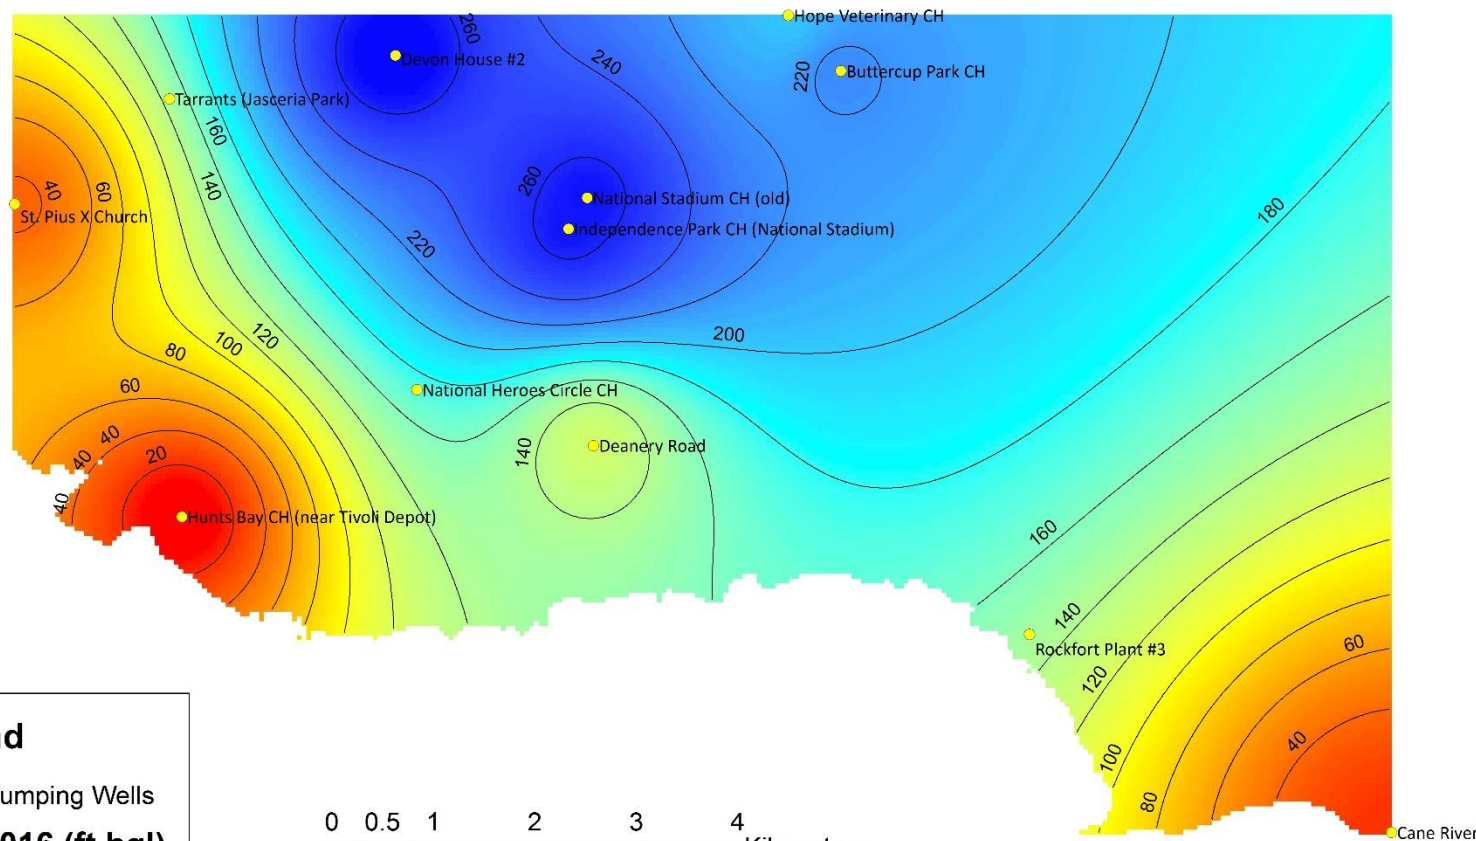 Hope Veterinary CH
260
Devon House #2
240
220
Buttercup Park CH
Tarrants (Jasceria Park)
160
140
40
60
St. Pius X Church
260
National Stadium CH (old)
Independence Park CH (National Stadium)
220
180
200
120
100
80
60
National Heroes Circle CH
140
Deanery Road
40
20
40
40
Hunts Bay CH (near Tivoli Depot)
160
140
Rockfort Plant #3
120
60
100
40
80
Cane River
umping Wells
0 0.5 1 2 3 4